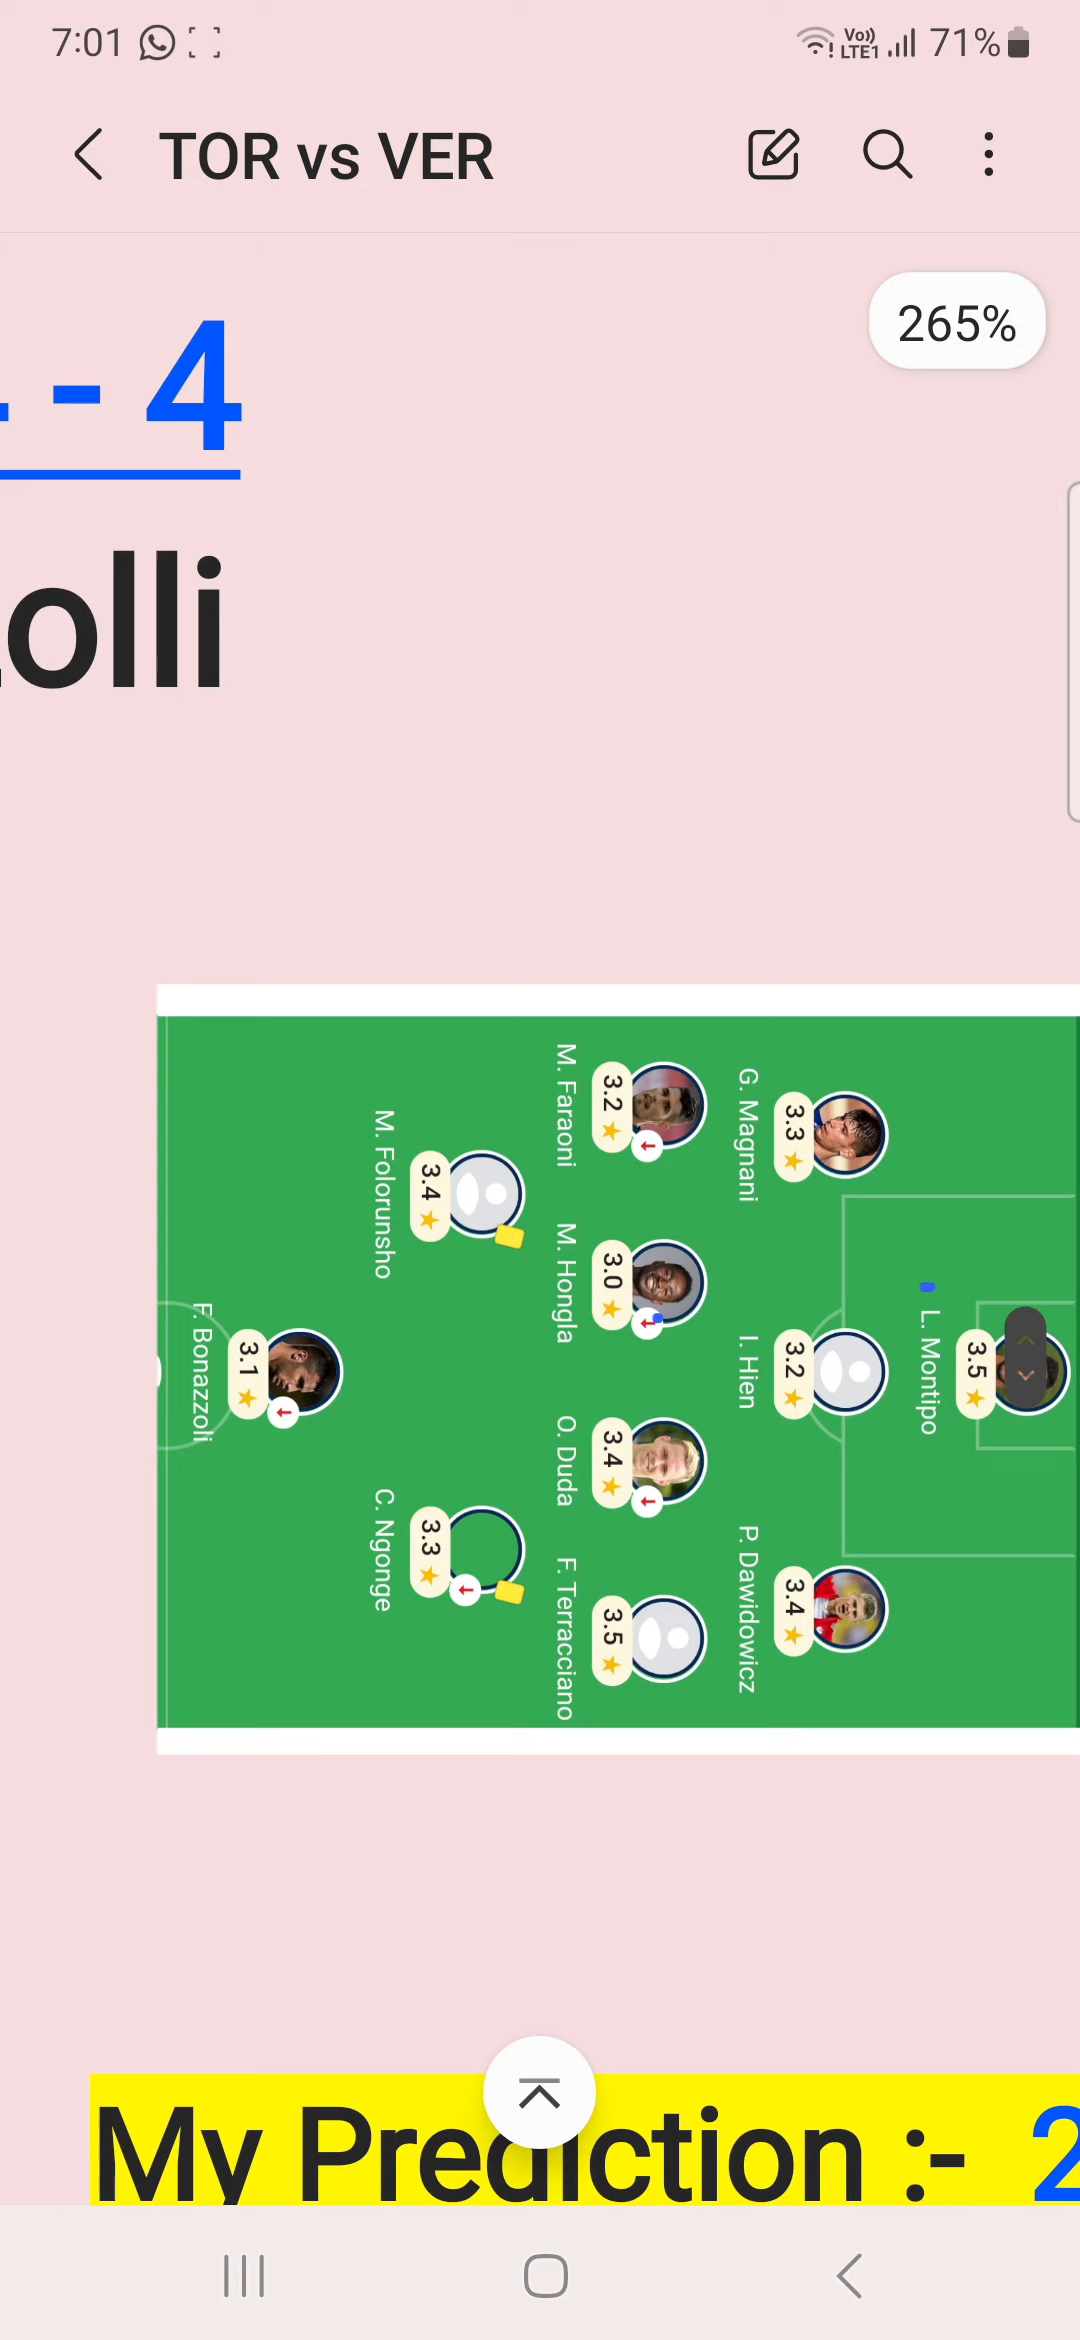 7:01 Vo)) LTE1 71%
TOR vs VER
265%
- 4
olli
M. Faraoni 3.2
G. Magnani 3.3
M. Folorunsho 3.4
M. Hongla 3.0
L. Montipo 3.5
F. Bonazzoli 3.1
I. Hien 3.2
O. Duda 3.4
C. Ngonge 3.3
P. Dawidowicz 3.4
F. Terracciano 3.5
My Prediction :- 2